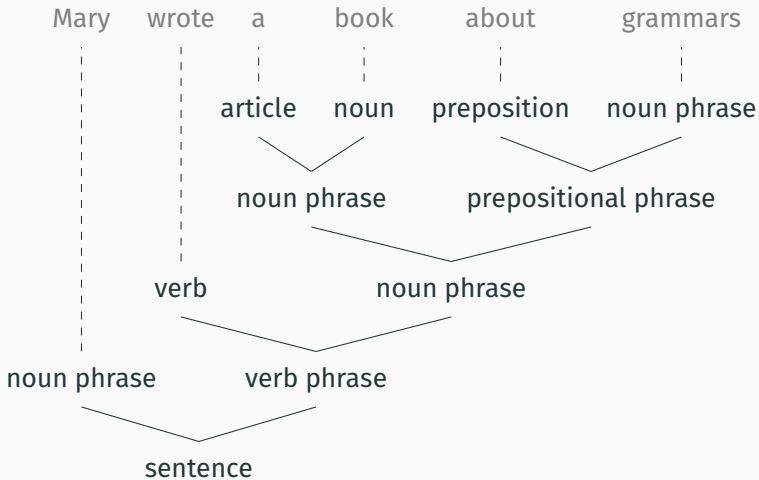 Mary wrote a book about grammars
article noun preposition noun phrase
noun phrase prepositional phrase
verb noun phrase
noun phrase verb phrase
sentence